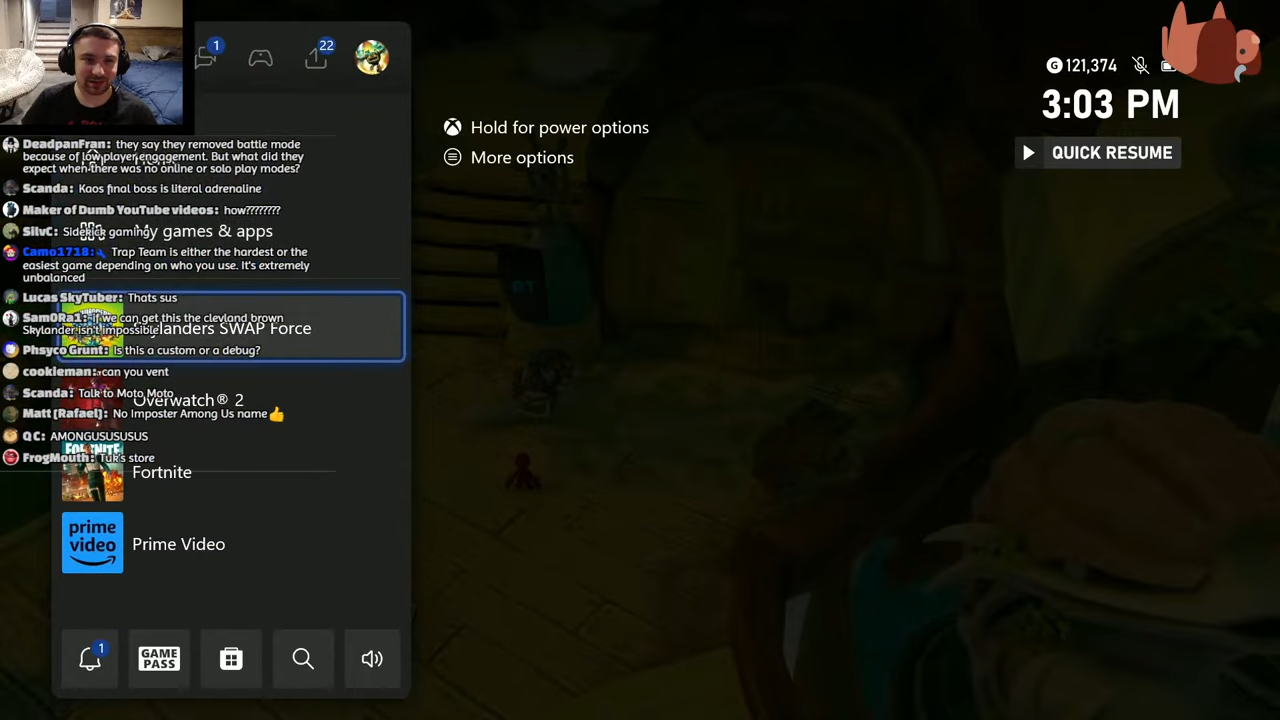 1
22
121,374
3:03 PM
QUICK RESUME
Hold for power options
More options
DeadpanFran: they say they removed battle mode
because of low player engagement. But what did they
expect when there was no online or solo play modes?
Scanda: Kaos final boss is literal adrenaline
Maker of Dumb YouTube videos: how????????
SilvC: Sidekick gaming
My games & apps
Camo1718: Trap Team is either the hardest or the
easiest game depending on who you use. It's extremely
unbalanced
Lucas SkyTuber: Thats sus
Sam0Ra1: if we can get this the clevland brown
Skylander isn't impossible
Skylanders SWAP Force
Phsyco Grunt: Is this a custom or a debug?
cookieman: can you vent
Scanda: Talk to Moto Moto
Overwatch® 2
Matt (Rafael): No Imposter Among Us name👍
Q C: AMONGUSUSUSUS
FrogMouth: Tuk's store
FORTNITE
Fortnite
prime
video
Prime Video
1
GAME
PASS